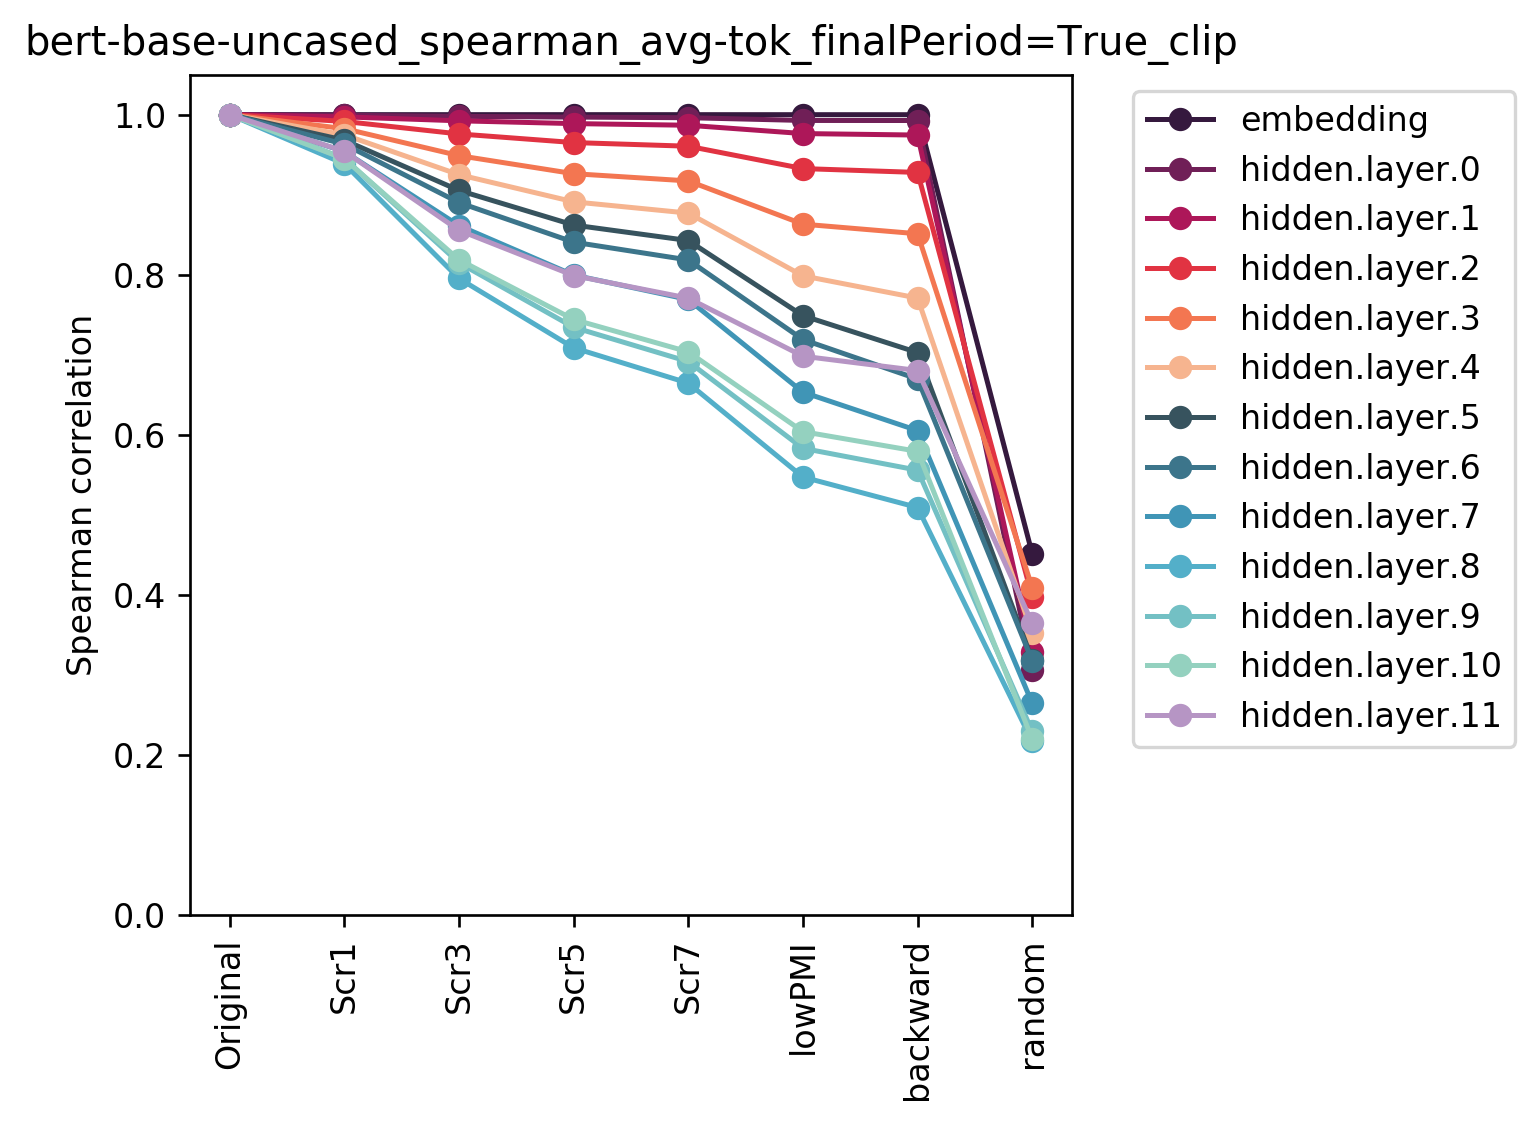 bert-base-uncased_spearman_avg-tok_finalPeriod=True_clip
Spearman correlation
1.0
0.8
0.6
0.4
0.2
0.0
Original
Scr1
Scr3
Scr5
Scr7
lowPMI
backward
random
embedding
hidden.layer.0
hidden.layer.1
hidden.layer.2
hidden.layer.3
hidden.layer.4
hidden.layer.5
hidden.layer.6
hidden.layer.7
hidden.layer.8
hidden.layer.9
hidden.layer.10
hidden.layer.11